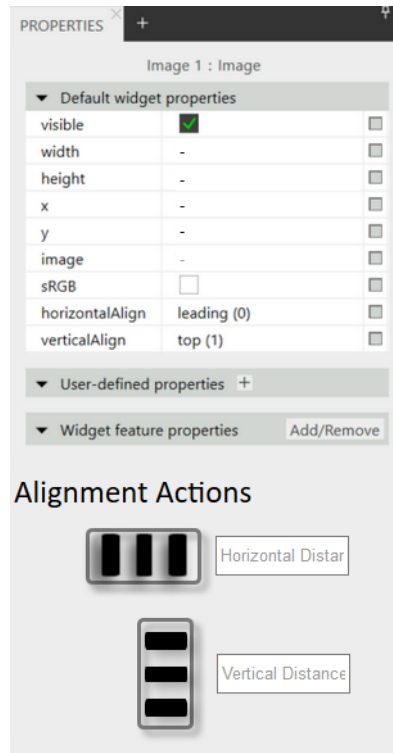 PROPERTIES × +
Image 1 : Image
Default widget properties
visible
width -
height -
x -
y -
image -
sRGB
horizontalAlign leading (0)
verticalAlign top (1)
User-defined properties +
Widget feature properties Add/Remove
Alignment Actions
Horizontal Distar
Vertical Distance